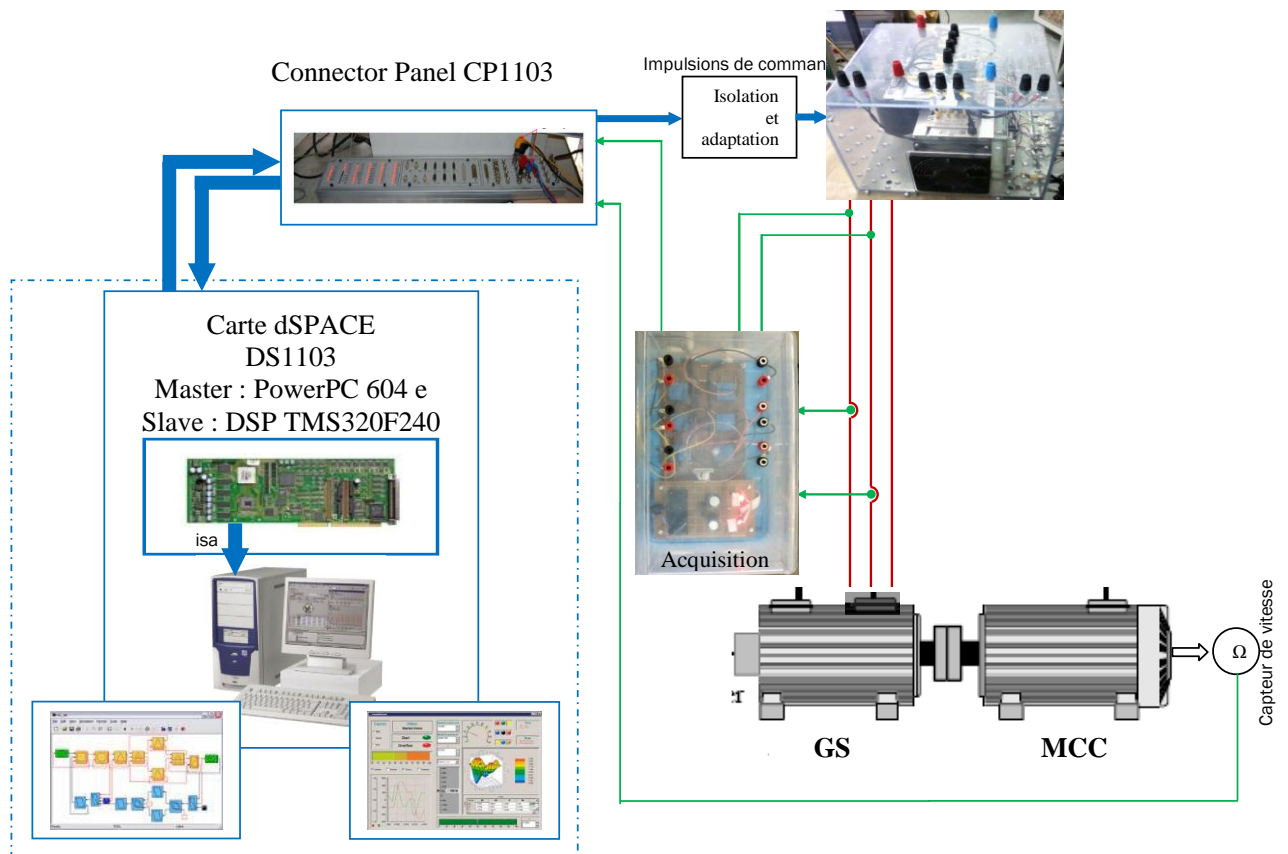 Connector Panel CP1103
Impulsions de comman
Isolation
et
adaptation
Carte dSPACE
DS1103
Master : PowerPC 604 e
Slave : DSP TMS320F240
isa
Acquisition
Ω
Capteur de vitesse
GS
MCC